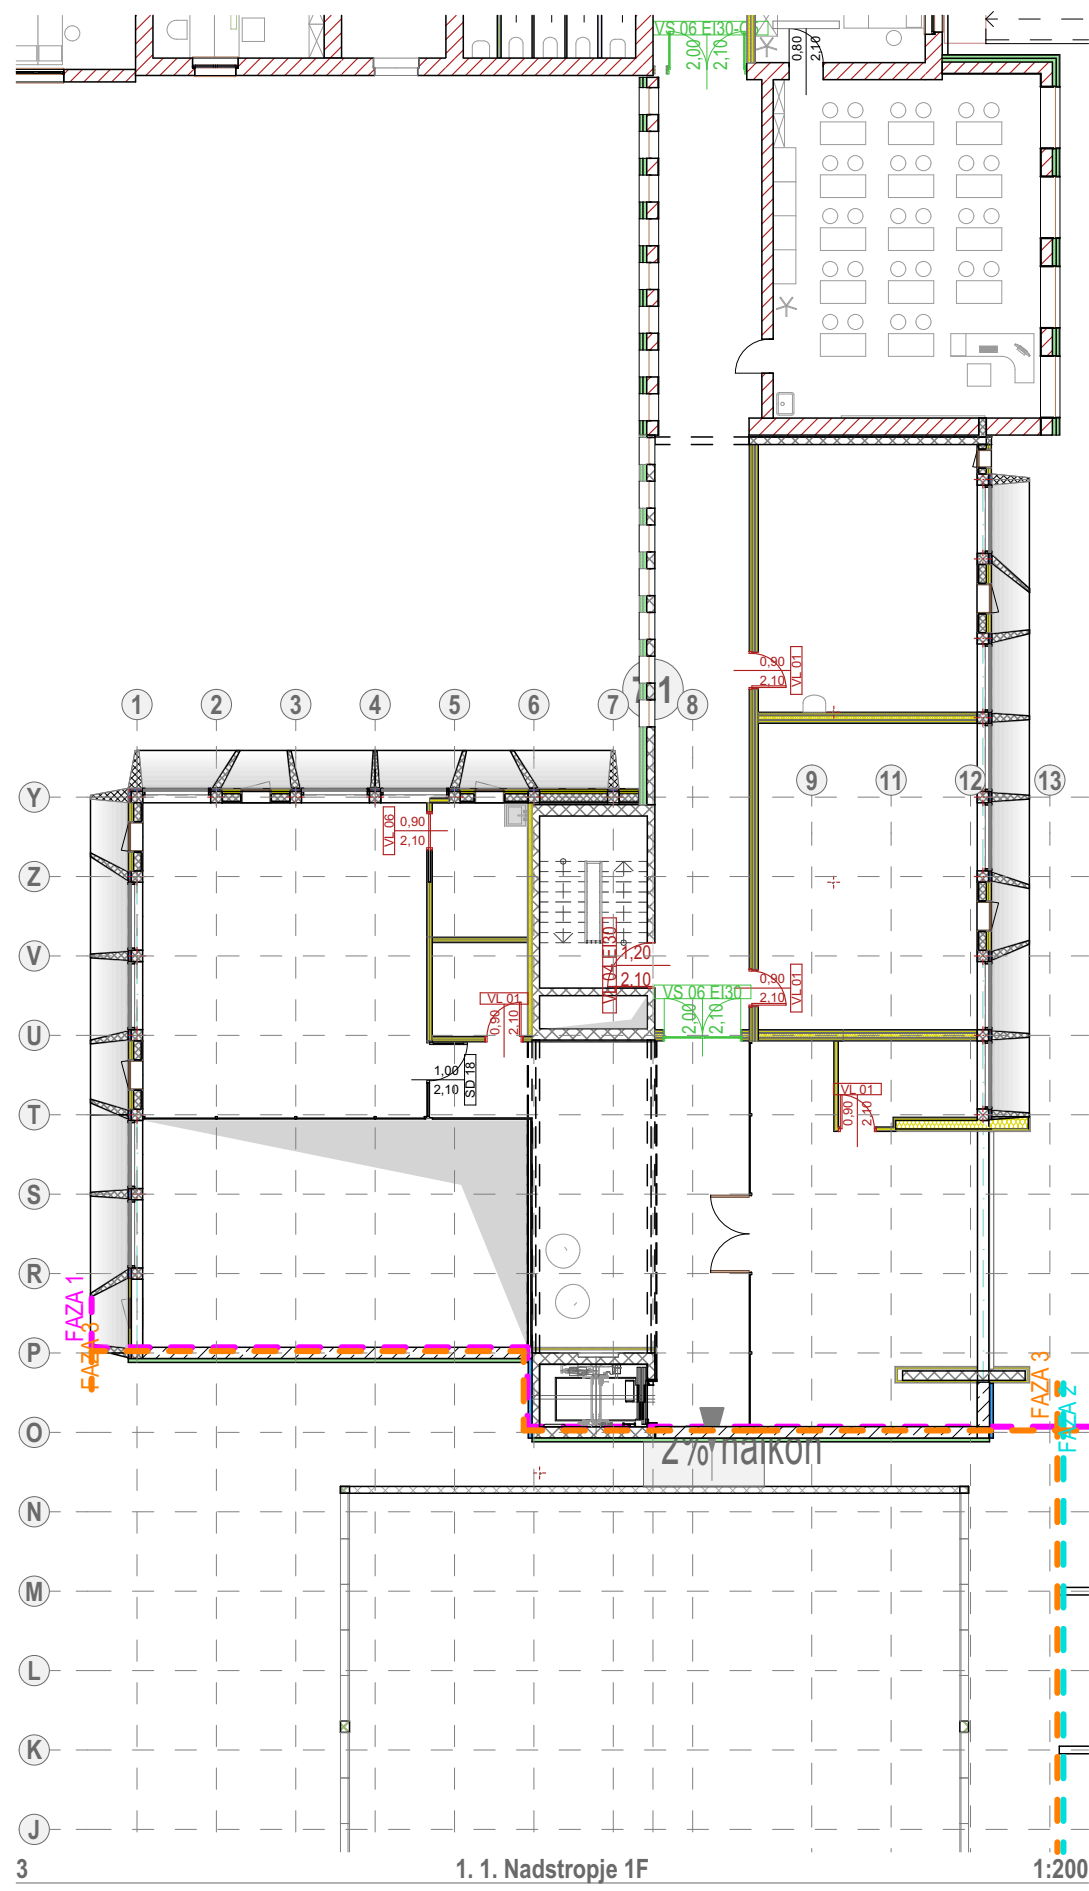 VS 06 EI30-C
2,00
2,10
0,80
2,10
0,90
2,10
VL 01
1
2
3
4
5
6
7
1
8
9
11
12
13
Y
VL 06
0,90
2,10
Z
V
VL 04 EI30
1,20
2,10
0,90
2,10
VL 01
VL 01
0,90
2,10
VS 06 EI30
2,00
2,10
U
1,00
2,10
SD 18
VL 01
0,90
2,10
T
S
R
FAZA 1
FAZA 3
P
FAZA 3
FAZA 2
O
2%
N
M
L
K
J
3
1. 1. Nadstropje 1F
1:200